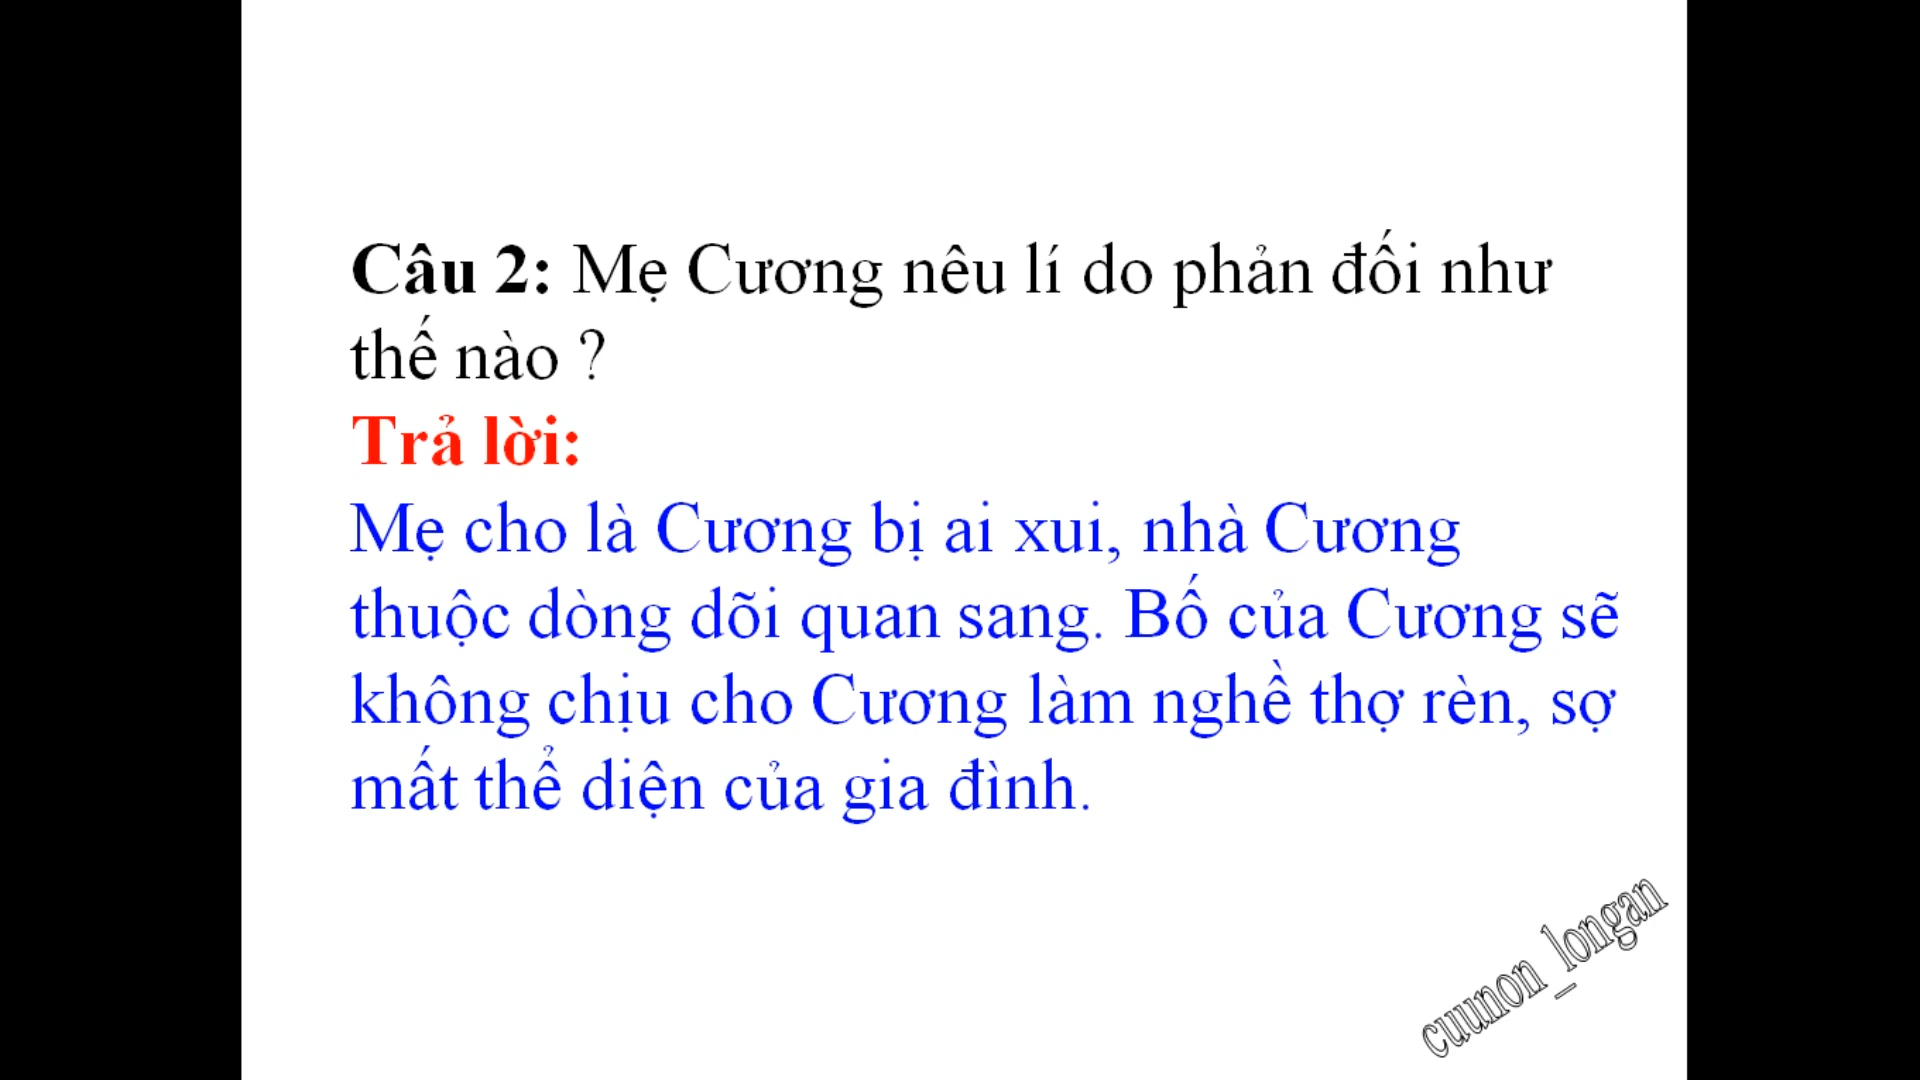 Câu 2: Mẹ Cương nêu lí do phản đối như
thế nào ?
Trả lời:
Mẹ cho là Cương bị ai xui, nhà Cương
thuộc dòng dõi quan sang. Bố của Cương sẽ
không chịu cho Cương làm nghề thợ rèn, sợ
mất thể diện của gia đình.
cuunon_longan